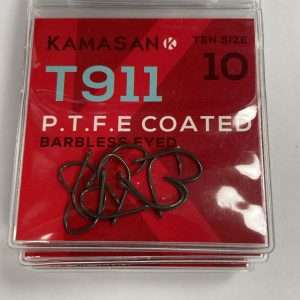 KAMASAN K
TEN SIZE
T911
10
P.T.F.E COATED
BARBLESS EYED